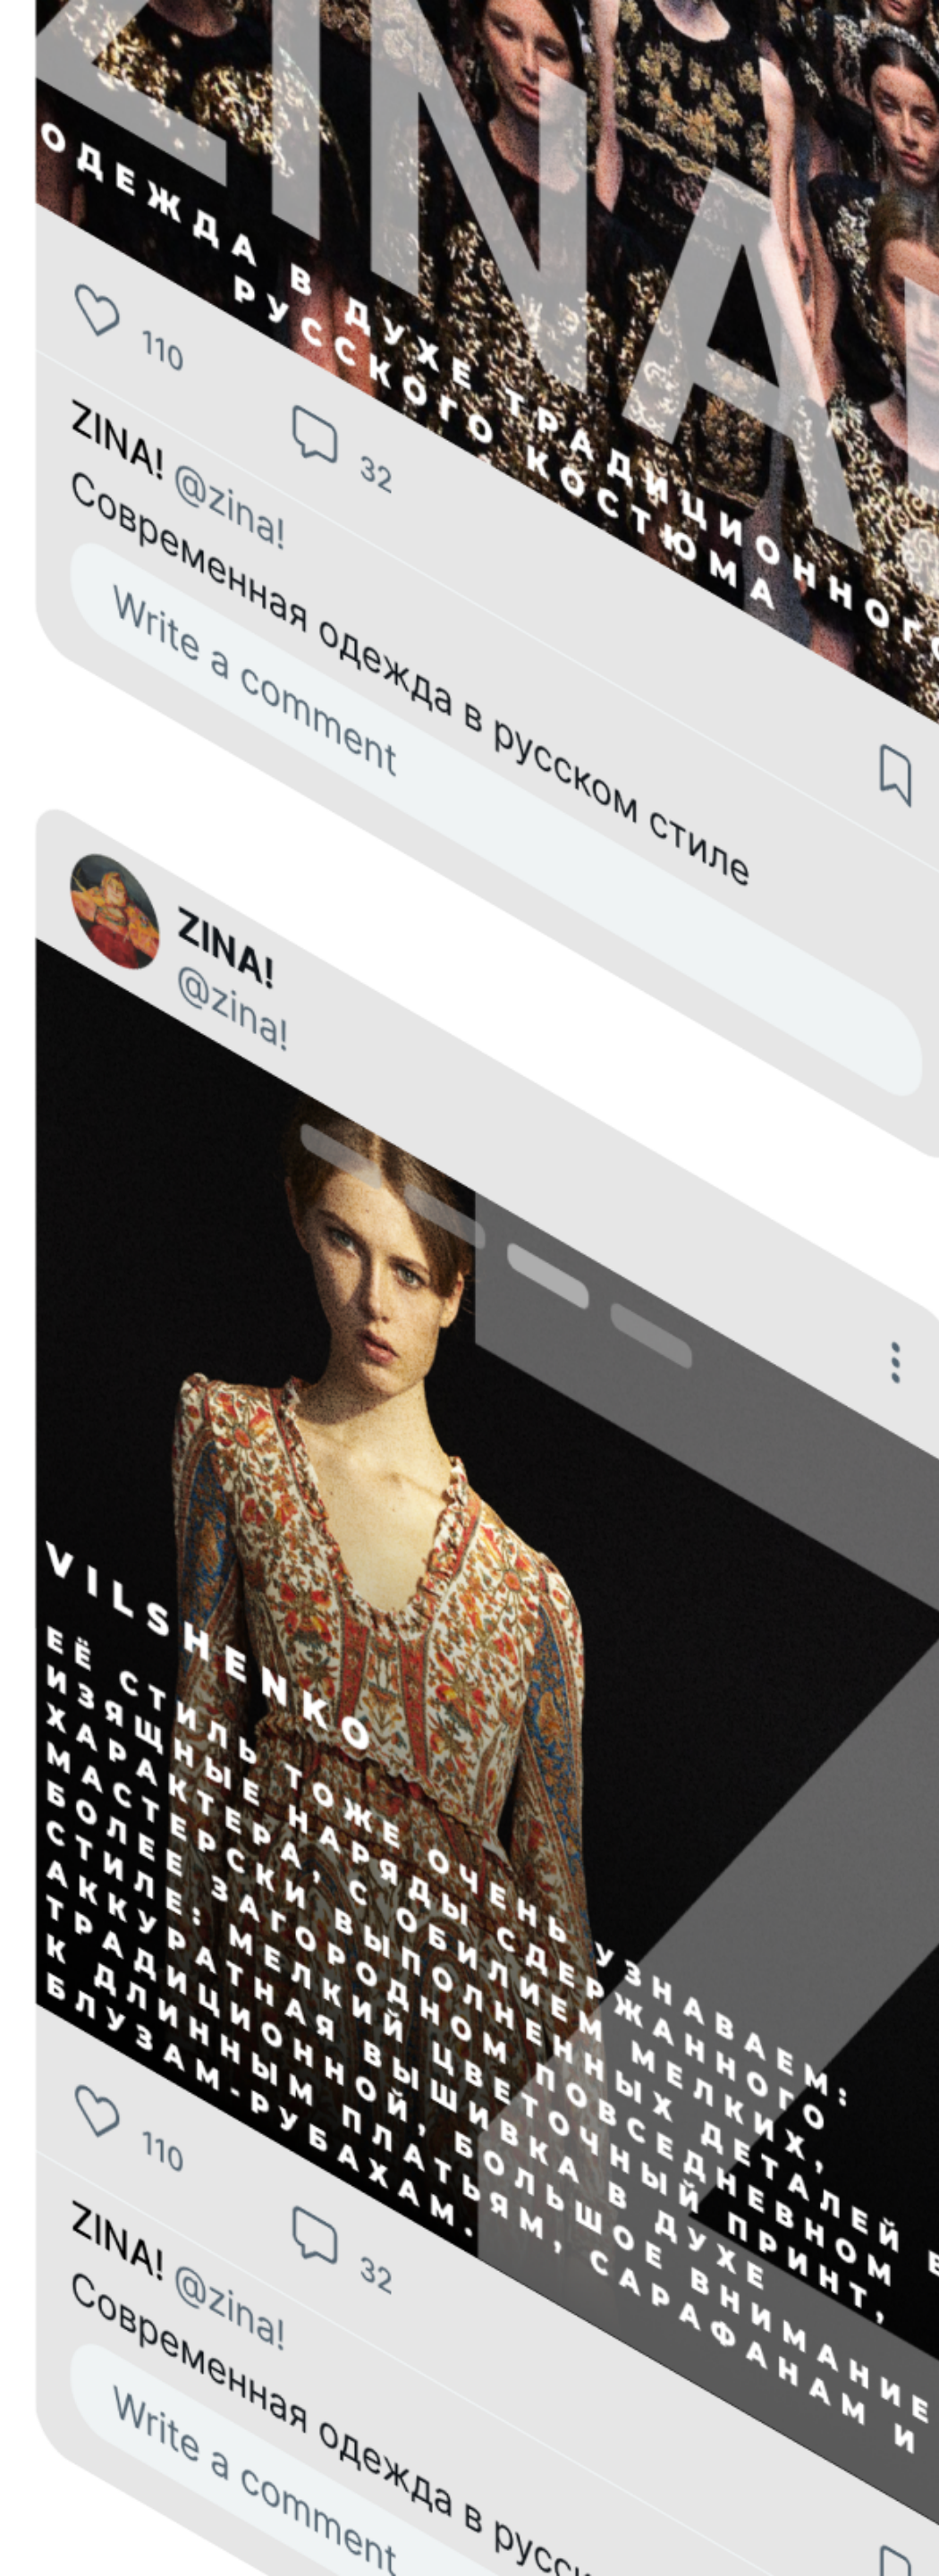 ZINA
ОДЕЖДА В ДУХЕ ТРАДИЦИОННОГО
РУССКОГО КОСТЮМА
110
32
ZINA! @zina!
Современная одежда в русском стиле
Write a comment
ZINA!
@zina!
VILSHENKO
ЕЁ СТИЛЬ ТОЖЕ ОЧЕНЬ УЗНАВАЕМ:
ИЗЯЩНЫЕ НАРЯДЫ СДЕРЖАННОГО
ХАРАКТЕРА, С ОБИЛИЕМ МЕЛКИХ,
МАСТЕРСКИ ВЫПОЛНЕННЫХ ДЕТАЛЕЙ В
БОЛЕЕ ЗАГОРОДНОМ ПОВСЕДНЕВНОМ
СТИЛЕ: МЕЛКИЙ ЦВЕТОЧНЫЙ ПРИНТ,
АККУРАТНАЯ ВЫШИВКА В ДУХЕ
ТРАДИЦИОННОЙ, БОЛЬШОЕ ВНИМАНИЕ
К ДЛИННЫМ ПЛАТЬЯМ, САРАФАНАМ И
БЛУЗАМ-РУБАХАМ.
Z
110
32
ZINA! @zina!
Современная одежда в русск
Write a comment